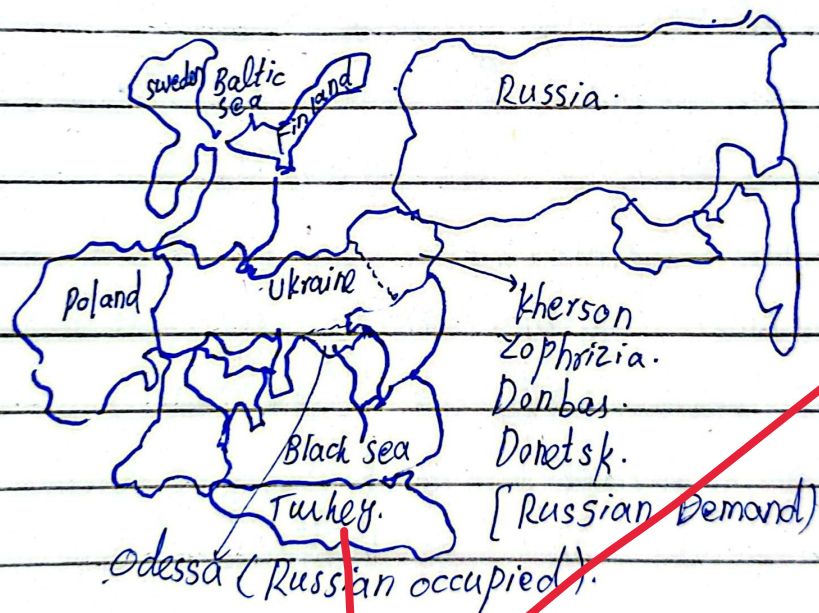 Sweden
Baltic
sea
Finland
Russia.
Poland
Ukraine
Kherson
Zophrizia.
Donbas.
Donetsk.
[Russian Demand)
Black sea
Turkey.
Odessa (Russian occupied).